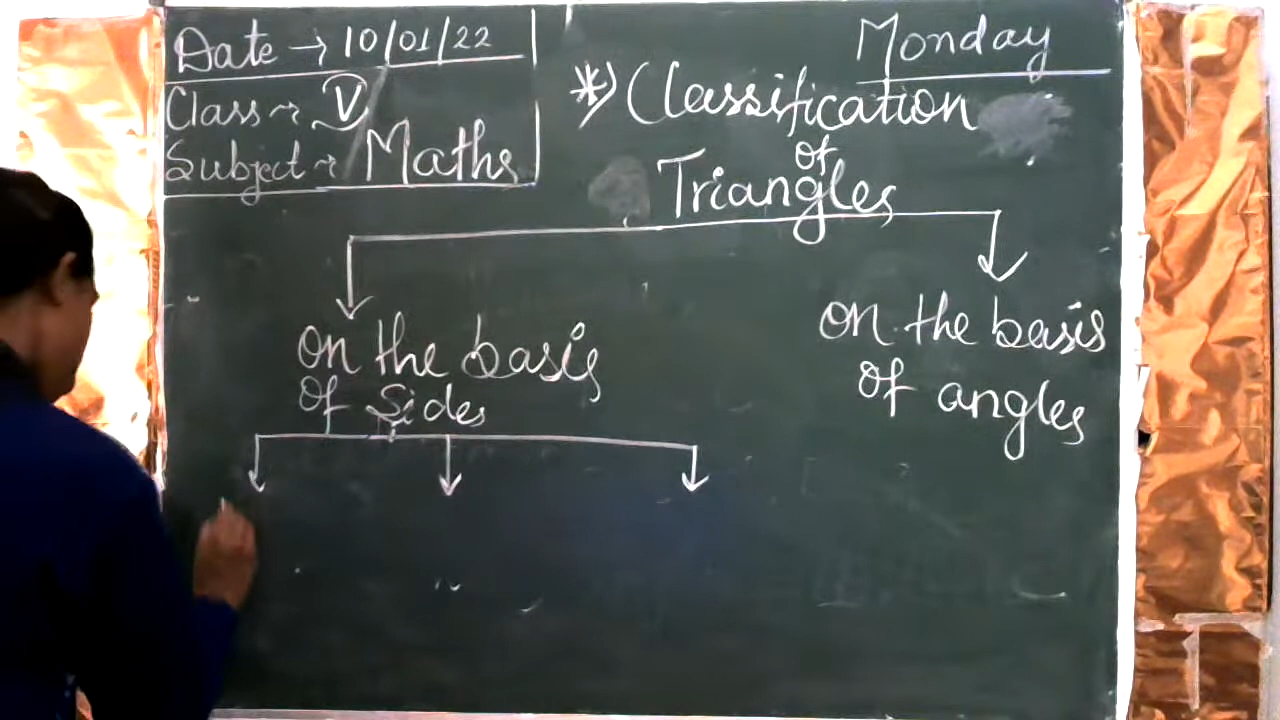 Date → 10/01/22
Class → V
Subject → Maths
Monday
*) Classification
of
Triangles
on the basis
of Sides
on the basis
of angles